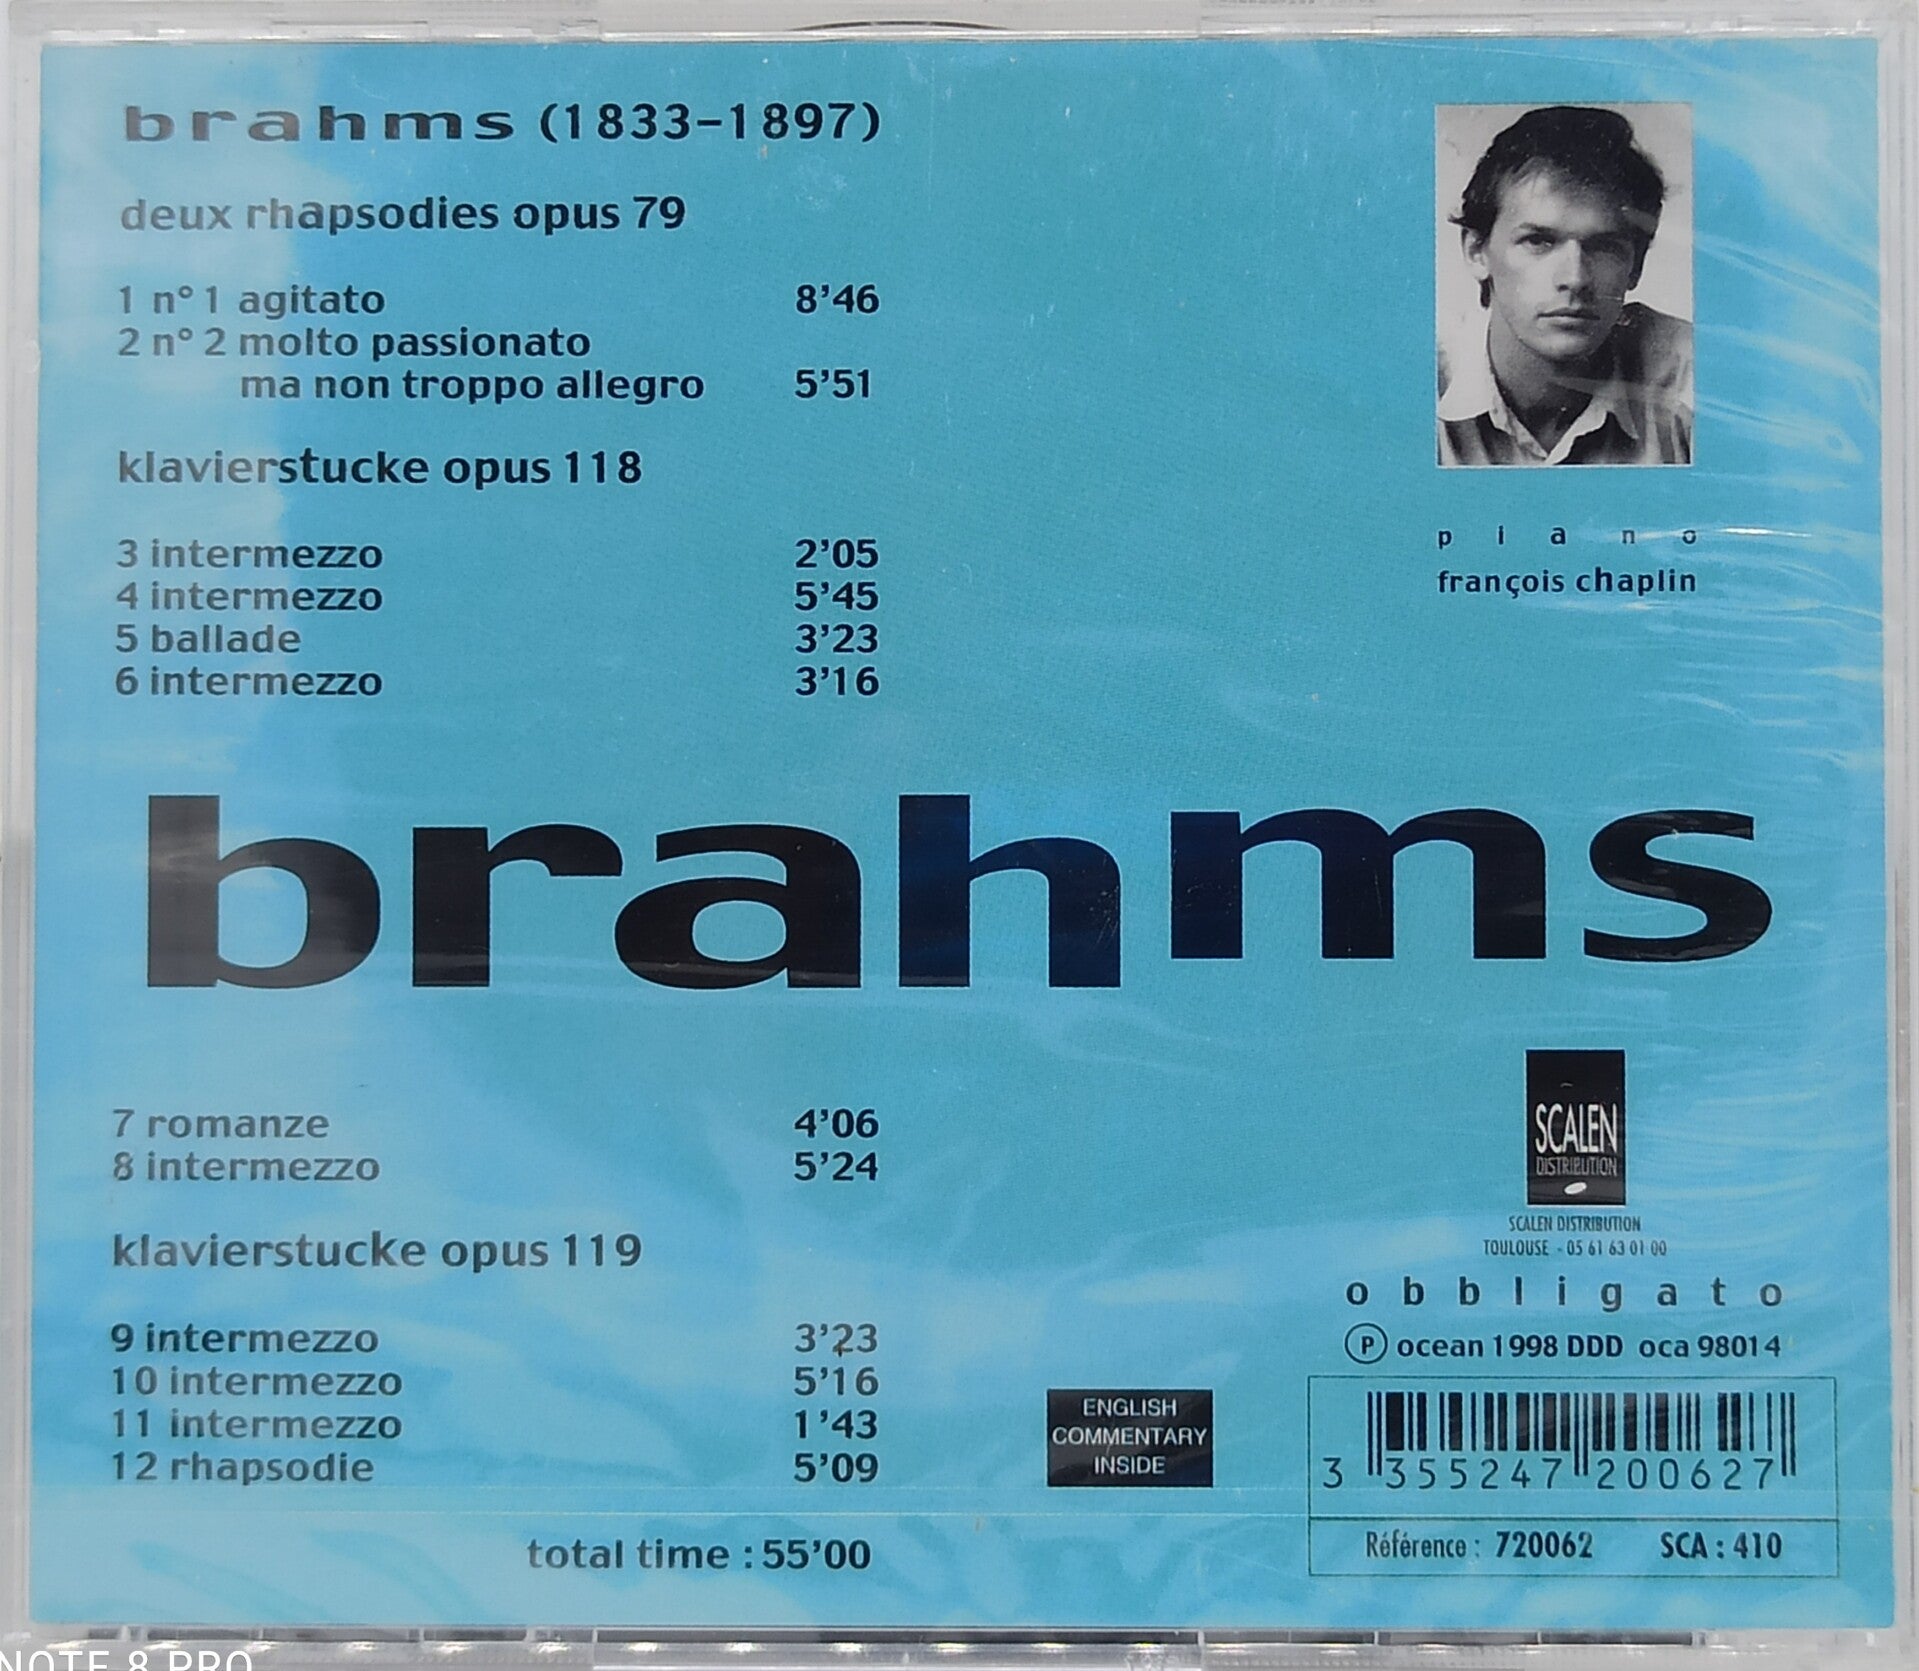 brahms (1833-1897)
deux rhapsodies opus 79
1 n° 1 agitato 8'46
2 n° 2 molto passionato
ma non troppo allegro 5'51
klavierstucke opus 118
3 intermezzo 2'05
4 intermezzo 5'45
5 ballade 3'23
6 intermezzo 3'16
piano
françois chaplin
brahms
7 romanze 4'06
8 intermezzo 5'24
klavierstucke opus 119
9 intermezzo 3'23
10 intermezzo 5'16
11 intermezzo 1'43
12 rhapsodie 5'09
total time : 55'00
ENGLISH
COMMENTARY
INSIDE
SCALEN
DISTRIBUTION
SCALEN DISTRIBUTION
TOULOUSE - 05 61 63 01 00
obbligato
℗ ocean 1998 DDD oca 98014
3 355247 200627
Référence : 720062 SCA : 410
NOTE 8 PRO